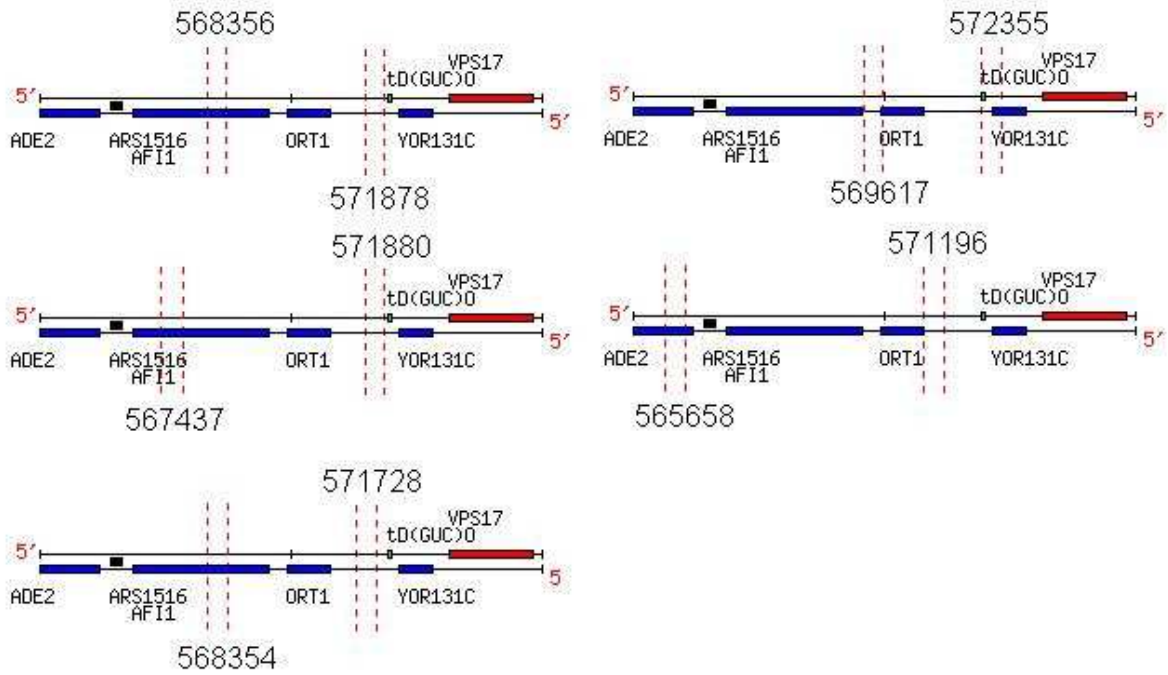 568356
VPS17
tD(GUC)O
5′
5′
ADE2 ARS1516 ORT1 YOR131C
AFI1
571878
572355
VPS17
tD(GUC)O
5′
5′
ADE2 ARS1516 ORT1 YOR131C
AFI1
569617
571880
VPS17
tD(GUC)O
5′
5′
ADE2 ARS1516 ORT1 YOR131C
AFI1
567437
571196
VPS17
tD(GUC)O
5′
5′
ADE2 ARS1516 ORT1 YOR131C
AFI1
565658
571728
VPS17
tD(GUC)O
5′
5
ADE2 ARS1516 ORT1 YOR131C
AFI1
568354